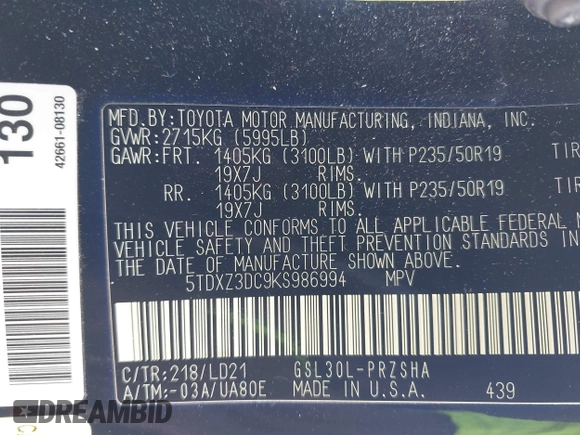 130
42661-08130
MFD.BY:TOYOTA MOTOR MANUFACTURING, INDIANA, INC.
GVWR:2715KG (5995LB)
GAWR:FRT. 1405KG (3100LB) WITH P235/50R19 TIR
19X7J RIMS.
RR. 1405KG (3100LB) WITH P235/50R19 TIR
19X7J RIMS.
THIS VEHICLE CONFORMS TO ALL APPLICABLE FEDERAL M
VEHICLE SAFETY AND THEFT PREVENTION STANDARDS IN
THE DATE OF MANUFACTURE SHOWN ABOVE.
5TDXZ3DC9KS986994 MPV
C/TR:218/LD21 GSL30L-PRZSHA
A/TM:-03A/UA80E MADE IN U.S.A. 439
© DREAMBID 2024